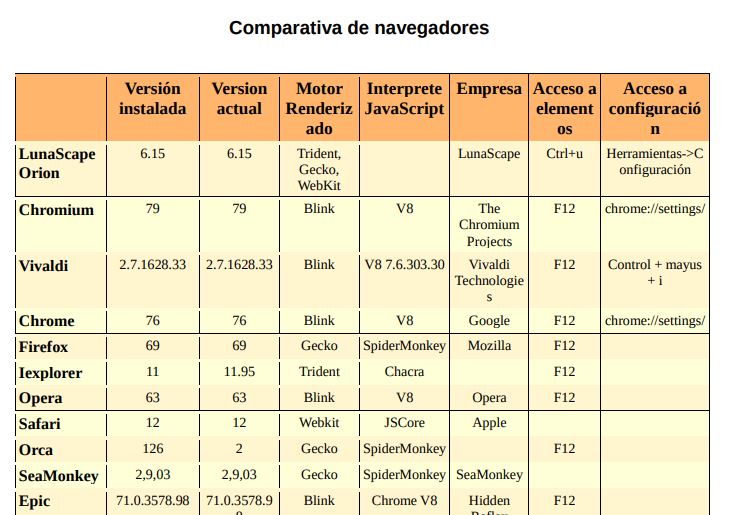 Comparativa de navegadores
Versión instalada Version actual Motor Renderizado Interprete JavaScript Empresa Acceso a elementos Acceso a configuración
LunaScape Orion 6.15 6.15 Trident, Gecko, WebKit LunaScape Ctrl+u Herramientas->Configuración
Chromium 79 79 Blink V8 The Chromium Projects F12 chrome://settings/
Vivaldi 2.7.1628.33 2.7.1628.33 Blink V8 7.6.303.30 Vivaldi Technologies F12 Control + mayus + i
Chrome 76 76 Blink V8 Google F12 chrome://settings/
Firefox 69 69 Gecko SpiderMonkey Mozilla F12
Iexplorer 11 11.95 Trident Chacra F12
Opera 63 63 Blink V8 Opera F12
Safari 12 12 Webkit JSCore Apple
Orca 126 2 Gecko SpiderMonkey F12
SeaMonkey 2,9,03 2,9,03 Gecko SpiderMonkey SeaMonkey
Epic 71.0.3578.98 71.0.3578.9 Blink Chrome V8 Hidden F12